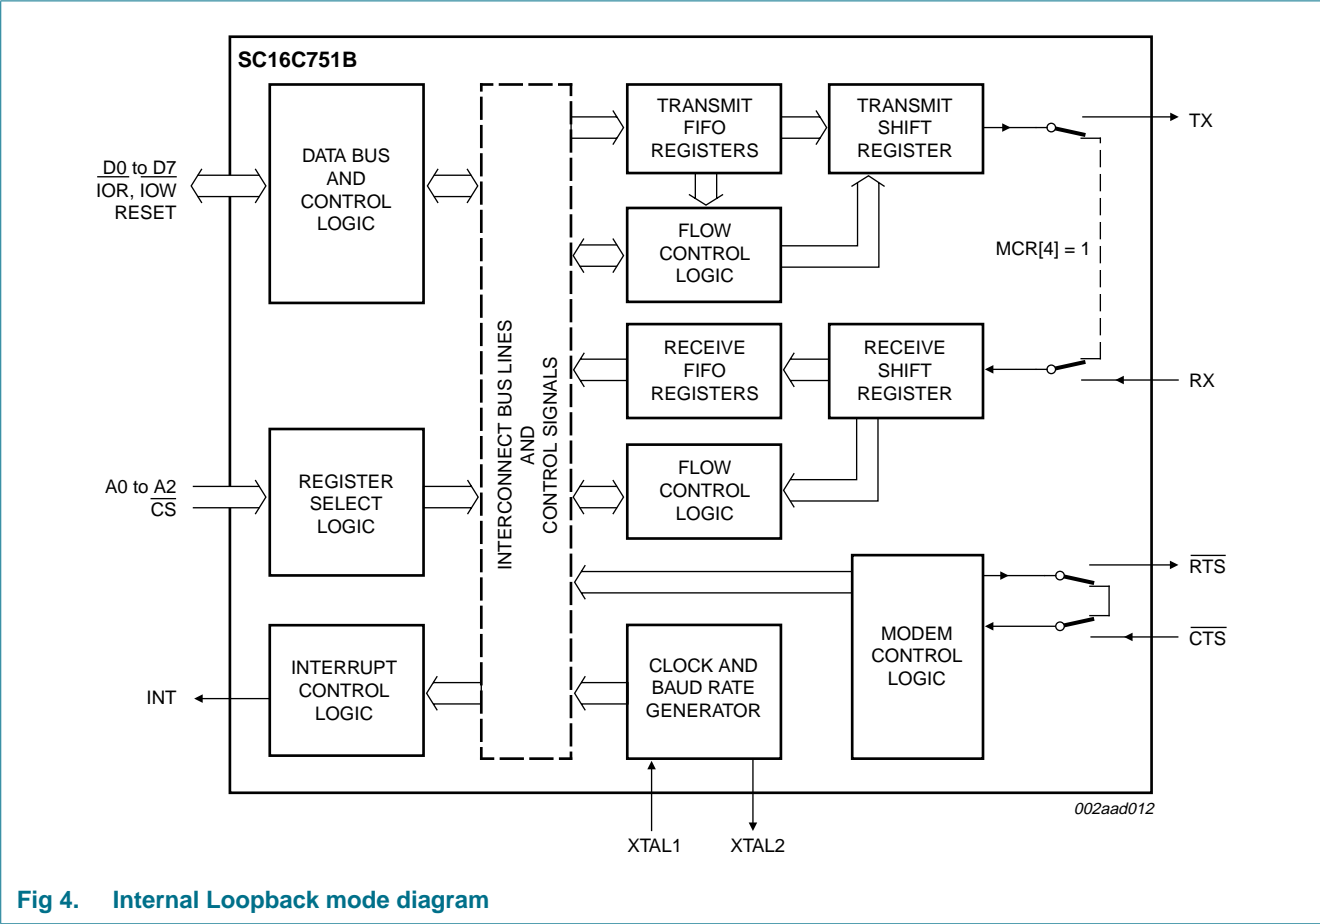 SC16C751B
D0 to D7
IOR, IOW
RESET
DATA BUS
AND
CONTROL
LOGIC
TRANSMIT
FIFO
REGISTERS
TRANSMIT
SHIFT
REGISTER
TX
FLOW
CONTROL
LOGIC
MCR[4] = 1
INTERCONNECT BUS LINES
AND
CONTROL SIGNALS
RECEIVE
FIFO
REGISTERS
RECEIVE
SHIFT
REGISTER
RX
A0 to A2
CS
REGISTER
SELECT
LOGIC
FLOW
CONTROL
LOGIC
RTS
CTS
MODEM
CONTROL
LOGIC
INT
INTERRUPT
CONTROL
LOGIC
CLOCK AND
BAUD RATE
GENERATOR
XTAL1
XTAL2
002aad012
Fig 4. Internal Loopback mode diagram